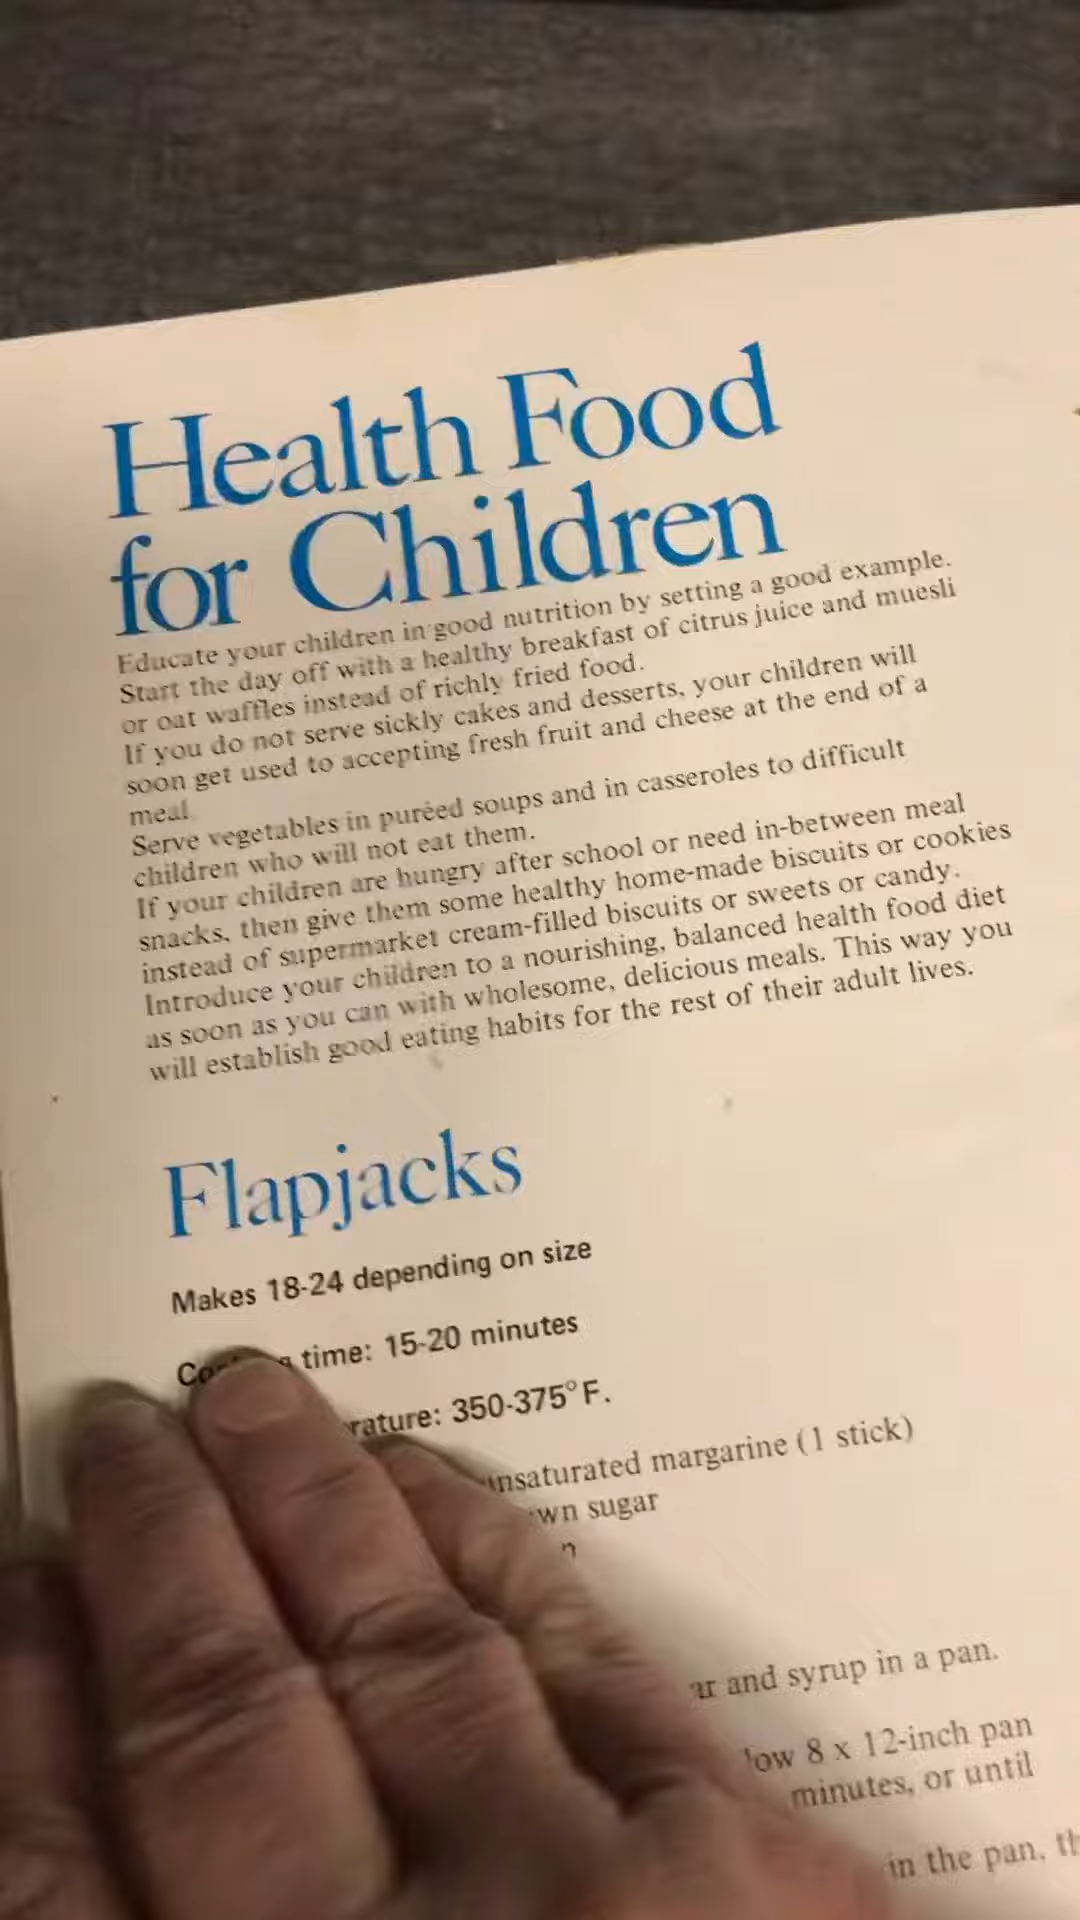 Health Food
for Children
Educate your children in good nutrition by setting a good example.
Start the day off with a healthy breakfast of citrus juice and muesli
or oat waffles instead of richly fried food.
If you do not serve sickly cakes and desserts, your children will
soon get used to accepting fresh fruit and cheese at the end of a
meal.
Serve vegetables in puréed soups and in casseroles to difficult
children who will not eat them.
If your children are hungry after school or need in-between meal
snacks, then give them some healthy home-made biscuits or cookies
instead of supermarket cream-filled biscuits or sweets or candy.
Introduce your children to a nourishing, balanced health food diet
as soon as you can with wholesome, delicious meals. This way you
will establish good eating habits for the rest of their adult lives.
Flapjacks
Makes 18-24 depending on size
time: 15-20 minutes
350-375°F.
margarine (1 stick)
sugar
and syrup in a pan.
8 x 12-inch pan
minutes, or until
in the pan,